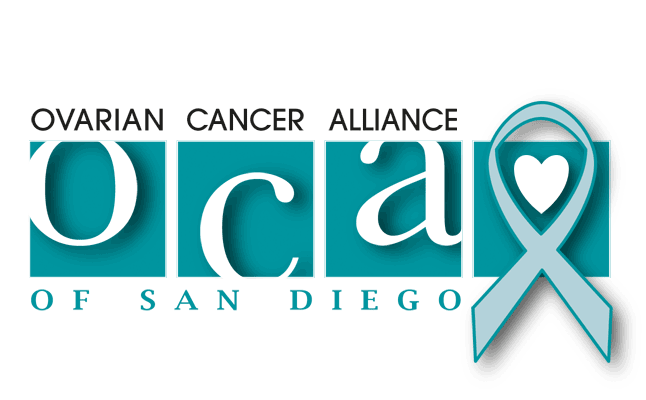 OVARIAN CANCER ALLIANCE
oca
OF SAN DIEGO